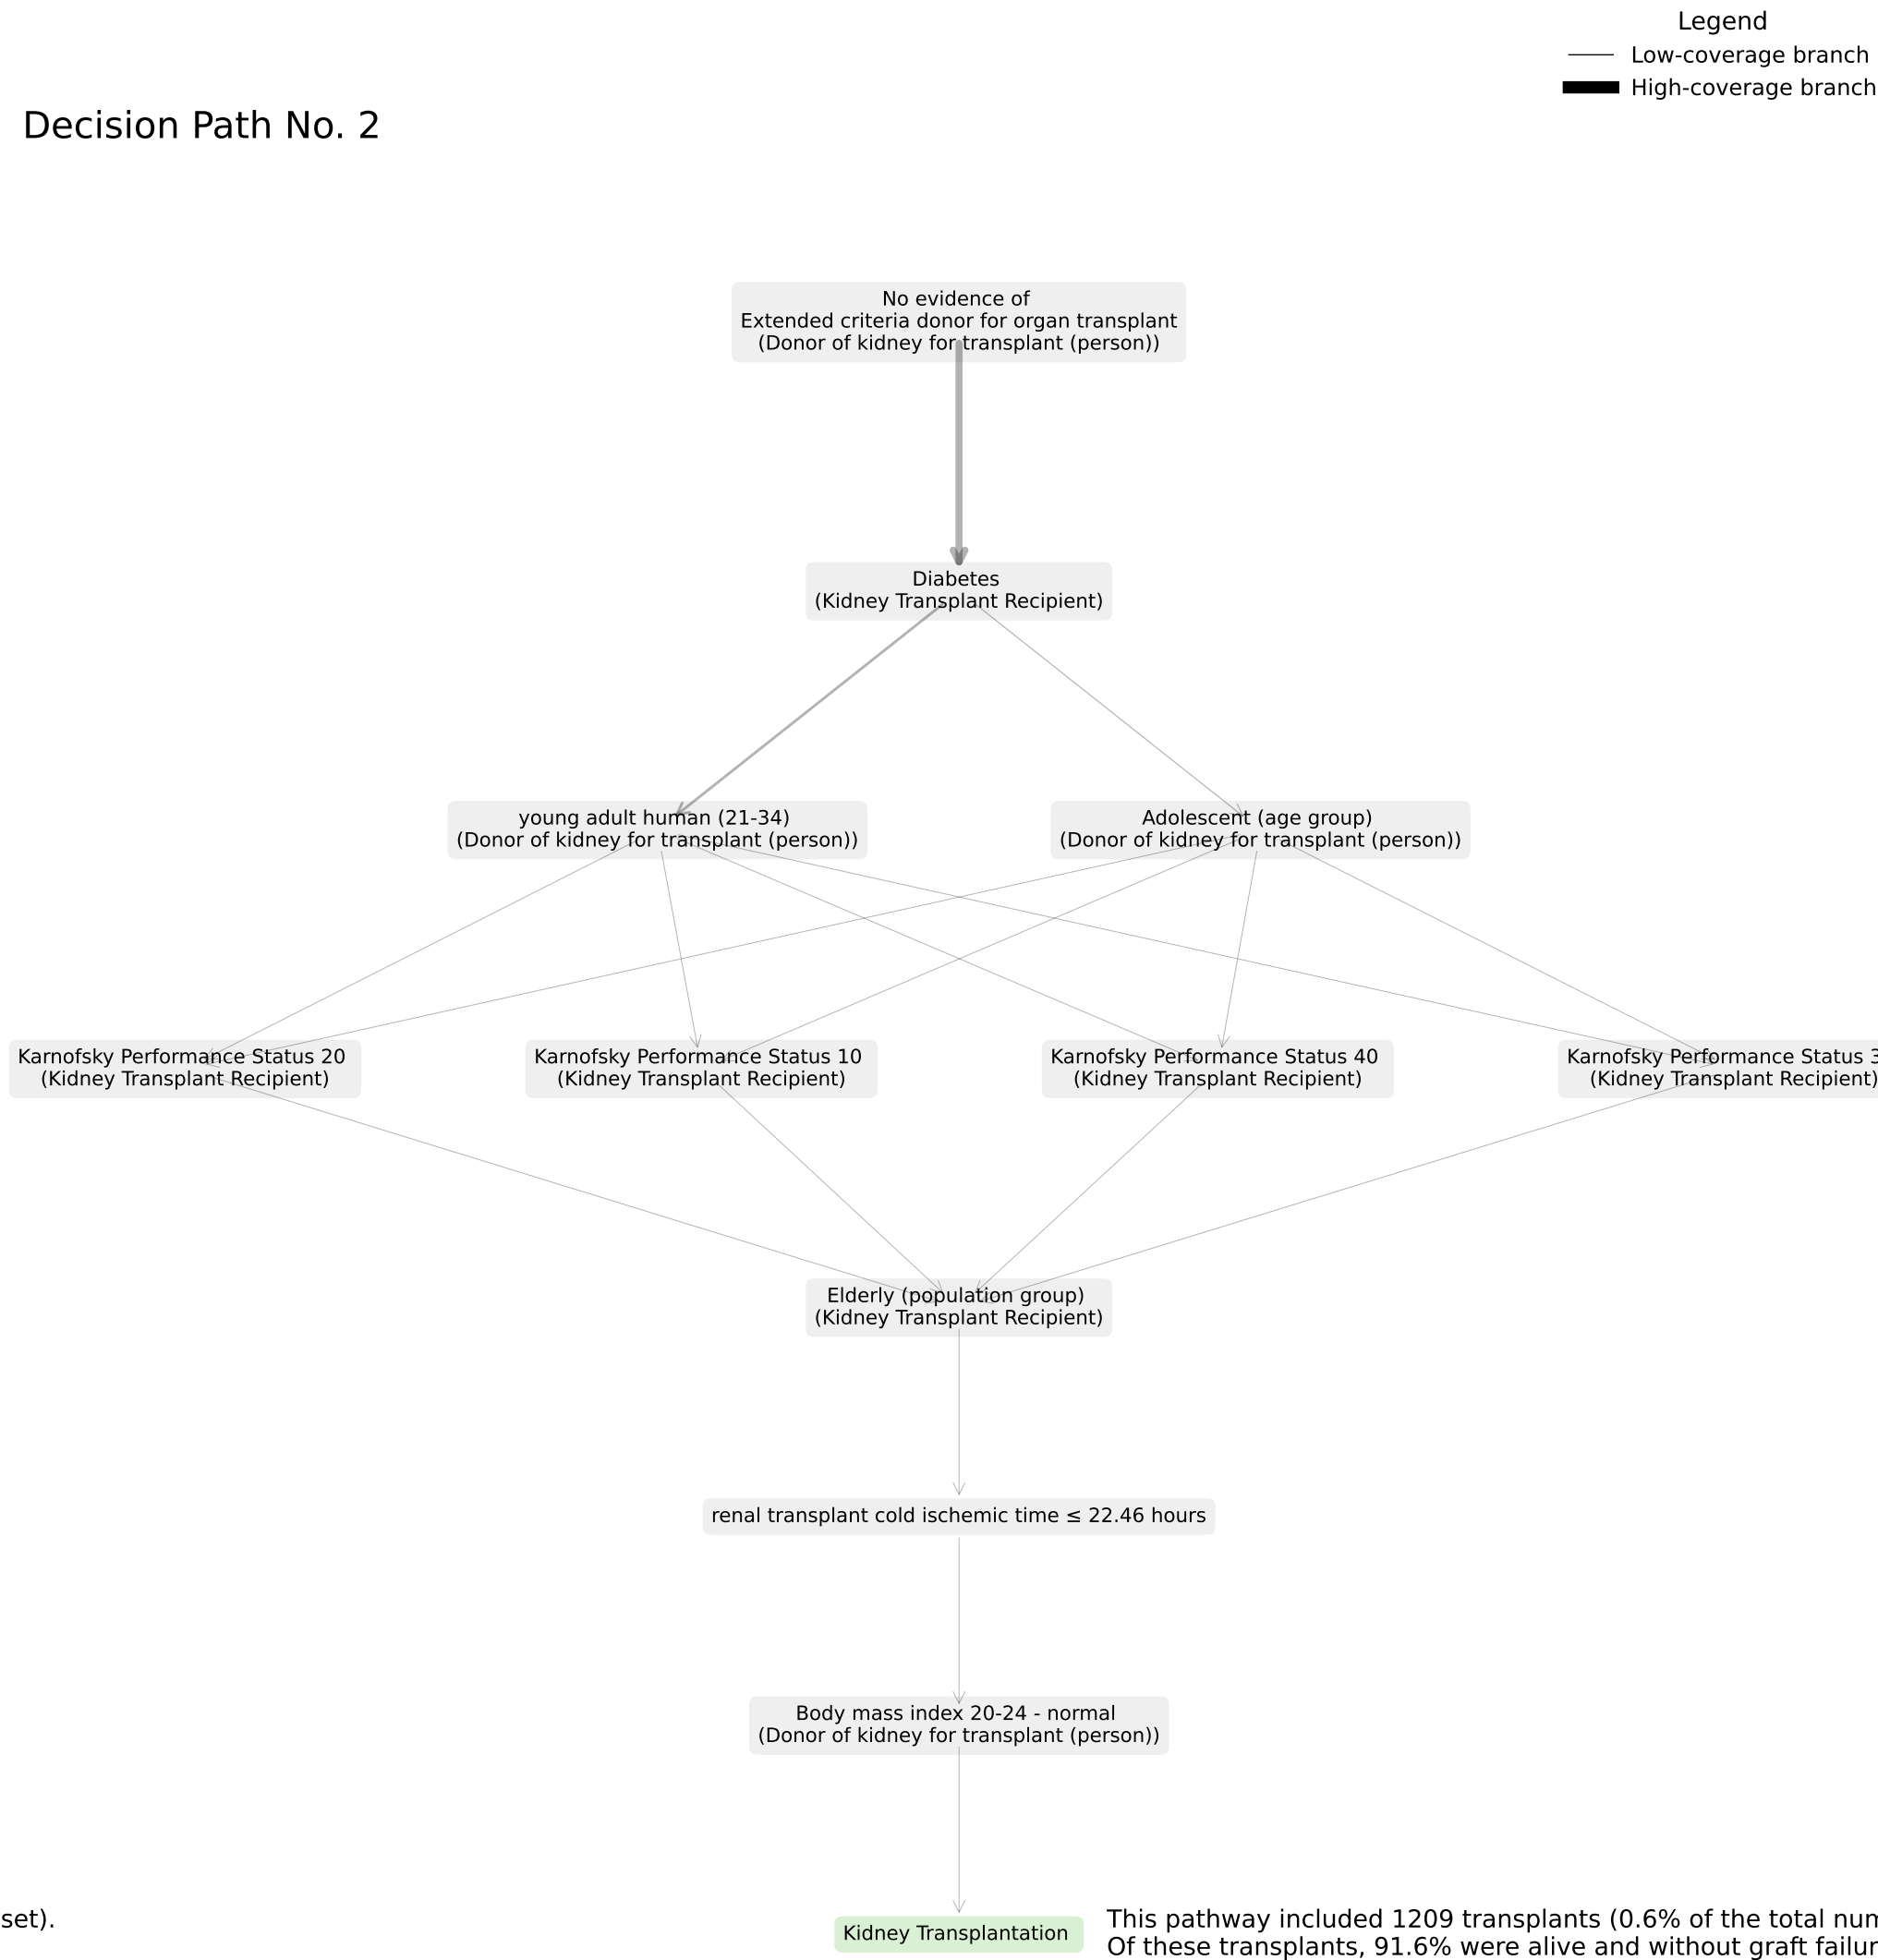 Legend
Low-coverage branch
High-coverage branch
Decision Path No. 2
No evidence of
Extended criteria donor for organ transplant
(Donor of kidney for transplant (person))
Diabetes
(Kidney Transplant Recipient)
young adult human (21-34)
(Donor of kidney for transplant (person))
Adolescent (age group)
(Donor of kidney for transplant (person))
Karnofsky Performance Status 20
(Kidney Transplant Recipient)
Karnofsky Performance Status 10
(Kidney Transplant Recipient)
Karnofsky Performance Status 40
(Kidney Transplant Recipient)
Karnofsky Performance Status
(Kidney Transplant Recipient)
Elderly (population group)
(Kidney Transplant Recipient)
renal transplant cold ischemic time ≤ 22.46 hours
Body mass index 20-24 - normal
(Donor of kidney for transplant (person))
set).
Kidney Transplantation
This pathway included 1209 transplants (0.6% of the total
Of these transplants, 91.6% were alive and without graft